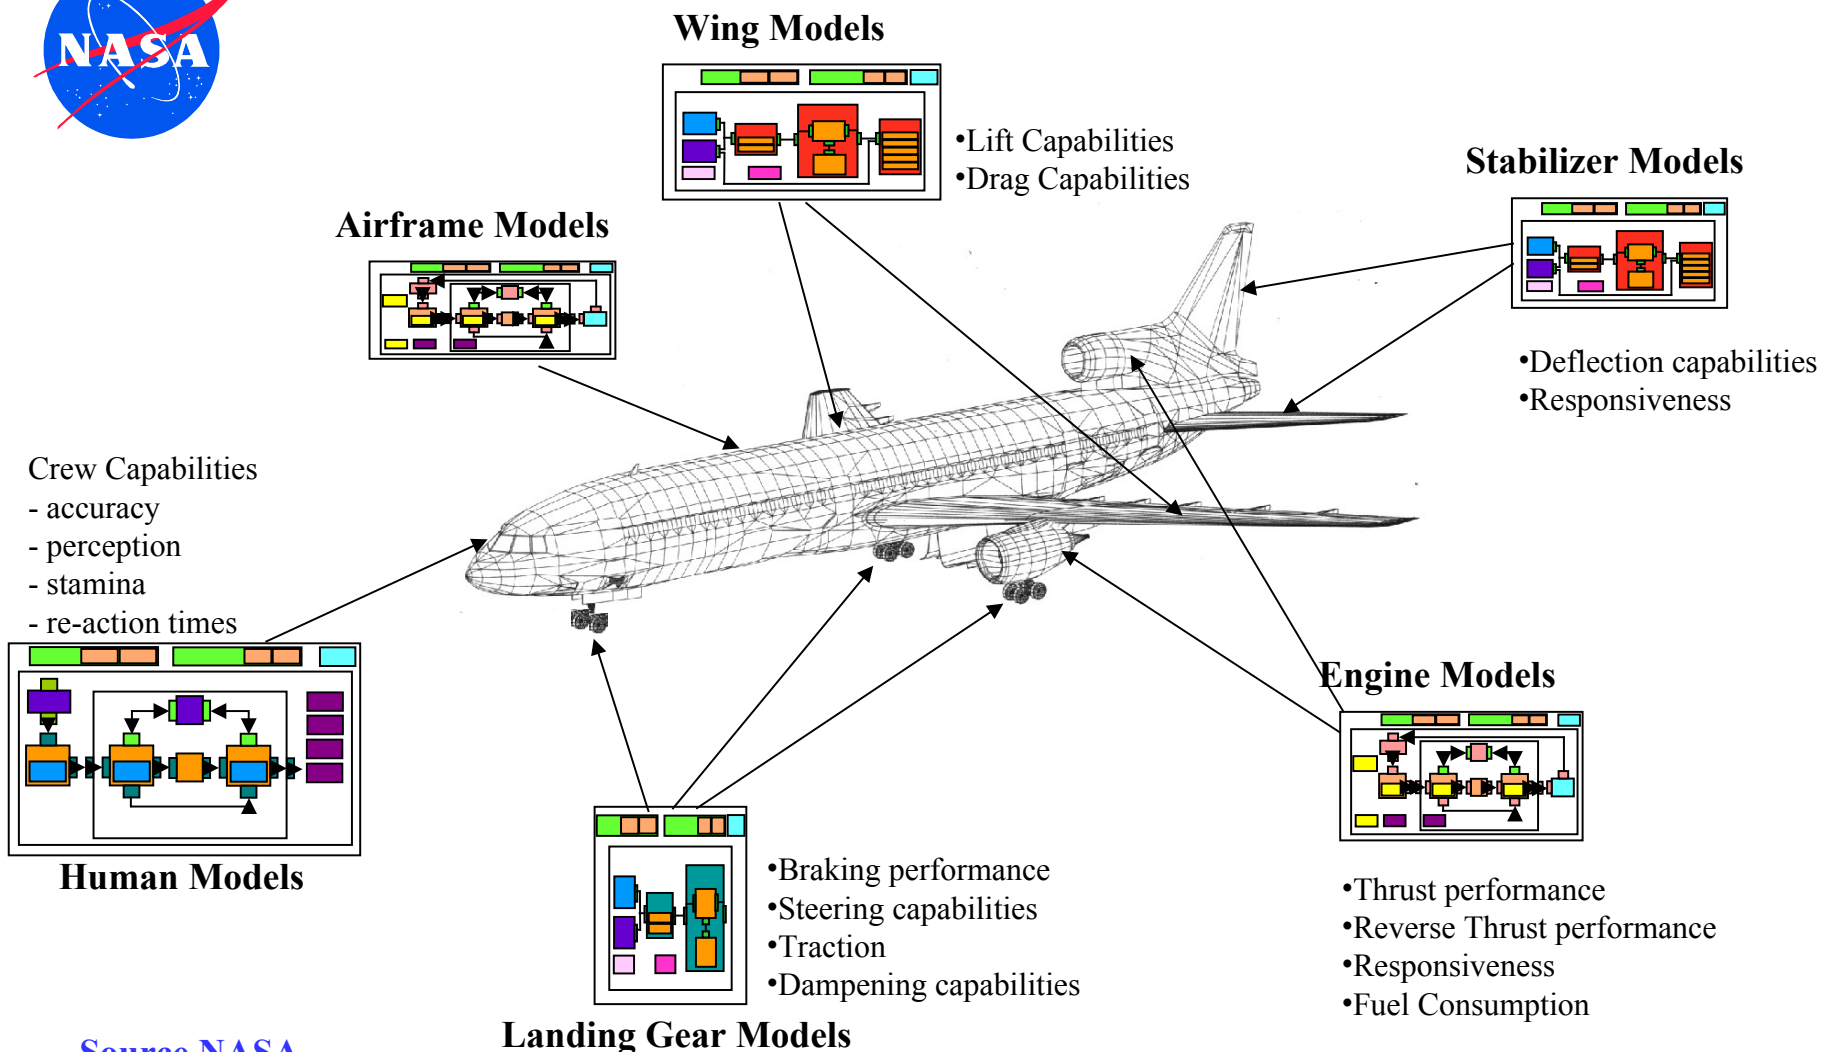 NASA
Wing Models
•Lift Capabilities
•Drag Capabilities
Stabilizer Models
•Deflection capabilities
•Responsiveness
Airframe Models
Crew Capabilities
- accuracy
- perception
- stamina
- re-action times
Human Models
•Braking performance
•Steering capabilities
•Traction
•Dampening capabilities
Landing Gear Models
Engine Models
•Thrust performance
•Reverse Thrust performance
•Responsiveness
•Fuel Consumption
Source NASA